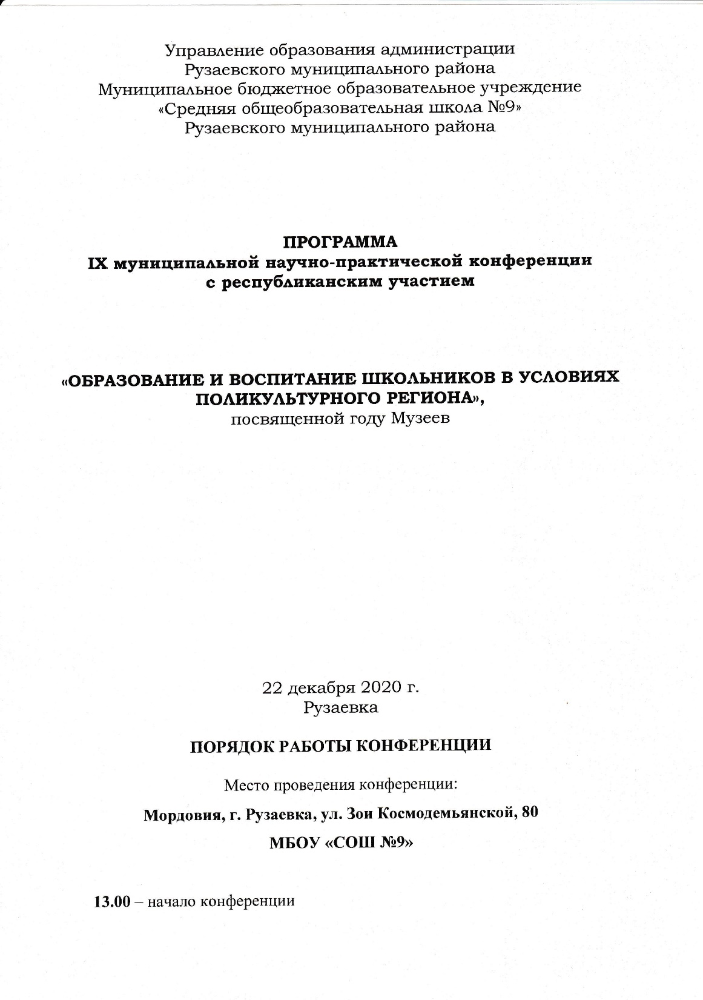 Управление образования администрации
Рузаевского муниципального района
Муниципальное бюджетное образовательное учреждение
«Средняя общеобразовательная школа №9»
Рузаевского муниципального района
ПРОГРАММА
IX муниципальной научно-практической конференции
с республиканским участием
«ОБРАЗОВАНИЕ И ВОСПИТАНИЕ ШКОЛЬНИКОВ В УСЛОВИЯХ
ПОЛИКУЛЬТУРНОГО РЕГИОНА»,
посвященной году Музеев
22 декабря 2020 г.
Рузаевка
ПОРЯДОК РАБОТЫ КОНФЕРЕНЦИИ
Место проведения конференции:
Мордовия, г. Рузаевка, ул. Зои Космодемьянской, 80
МБОУ «СОШ №9»
13.00 – начало конференции